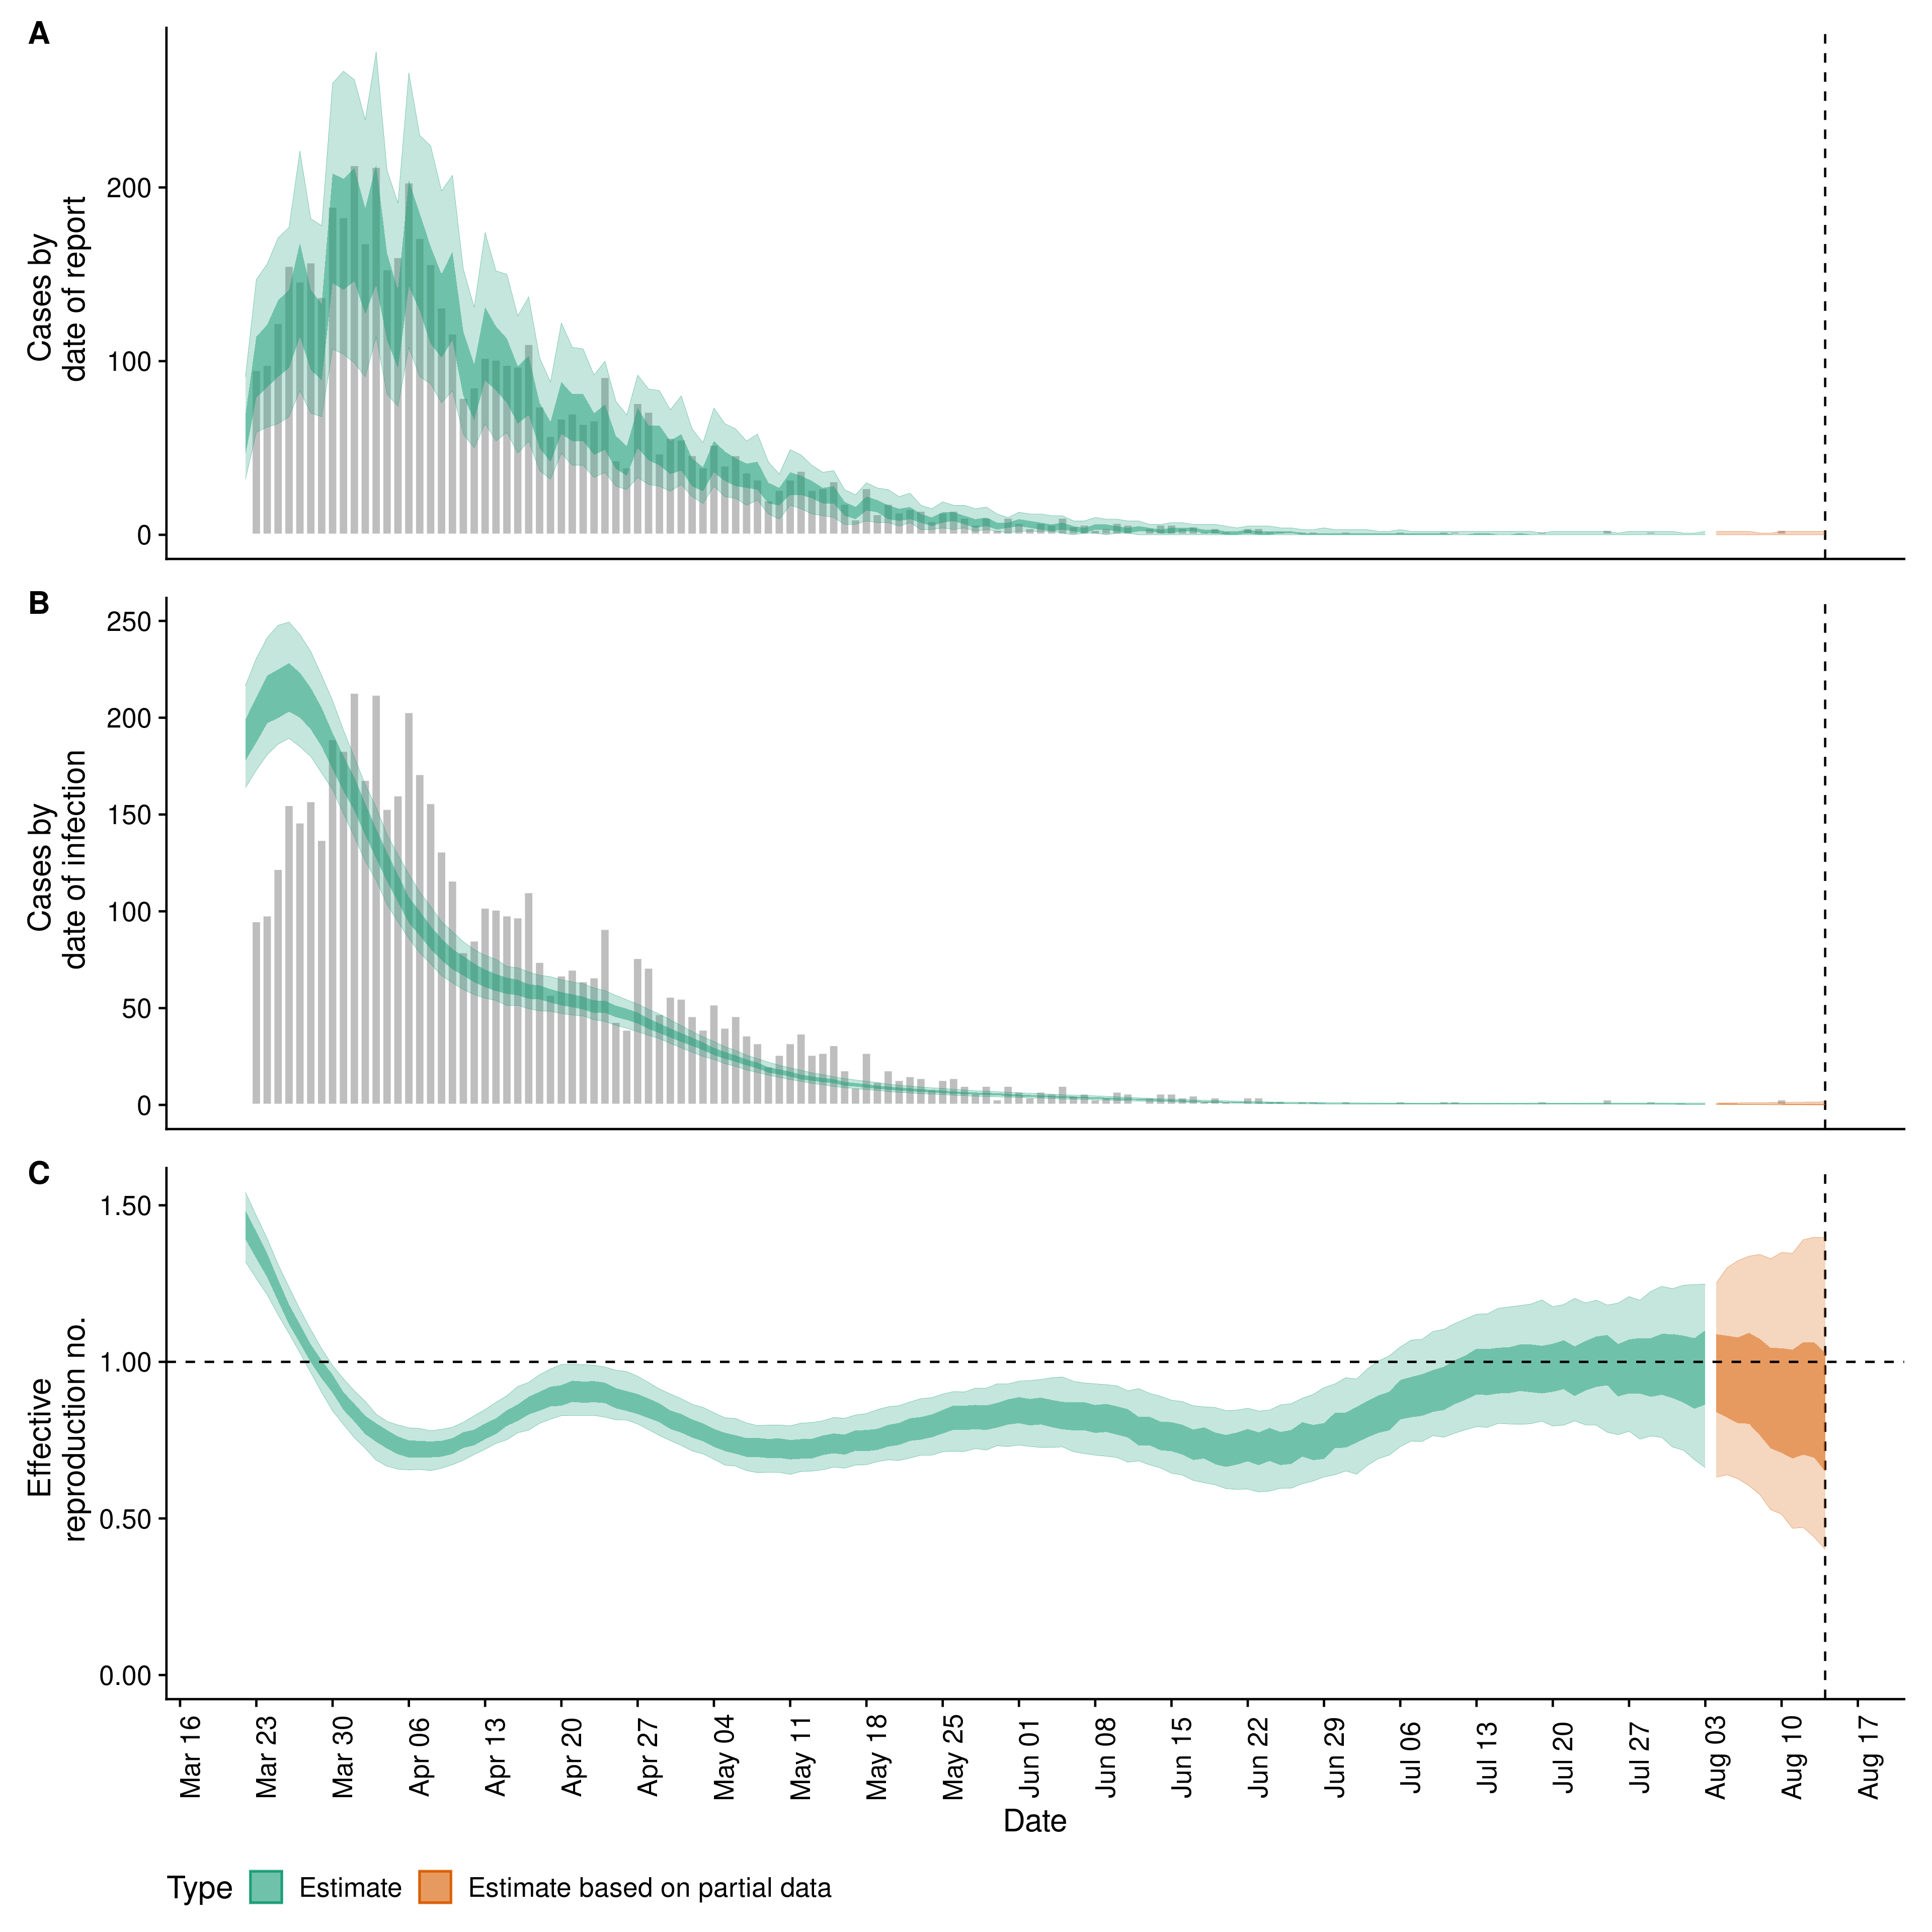 A
Cases by
date of report
200
100
0
B
Cases by
date of infection
250
200
150
100
50
0
C
Effective
reproduction no.
1.50
1.00
0.50
0.00
Mar 16
Mar 23
Mar 30
Apr 06
Apr 13
Apr 20
Apr 27
May 04
May 11
May 18
May 25
Jun 01
Jun 08
Jun 15
Jun 22
Jun 29
Jul 06
Jul 13
Jul 20
Jul 27
Aug 03
Aug 10
Aug 17
Date
Type Estimate Estimate based on partial data